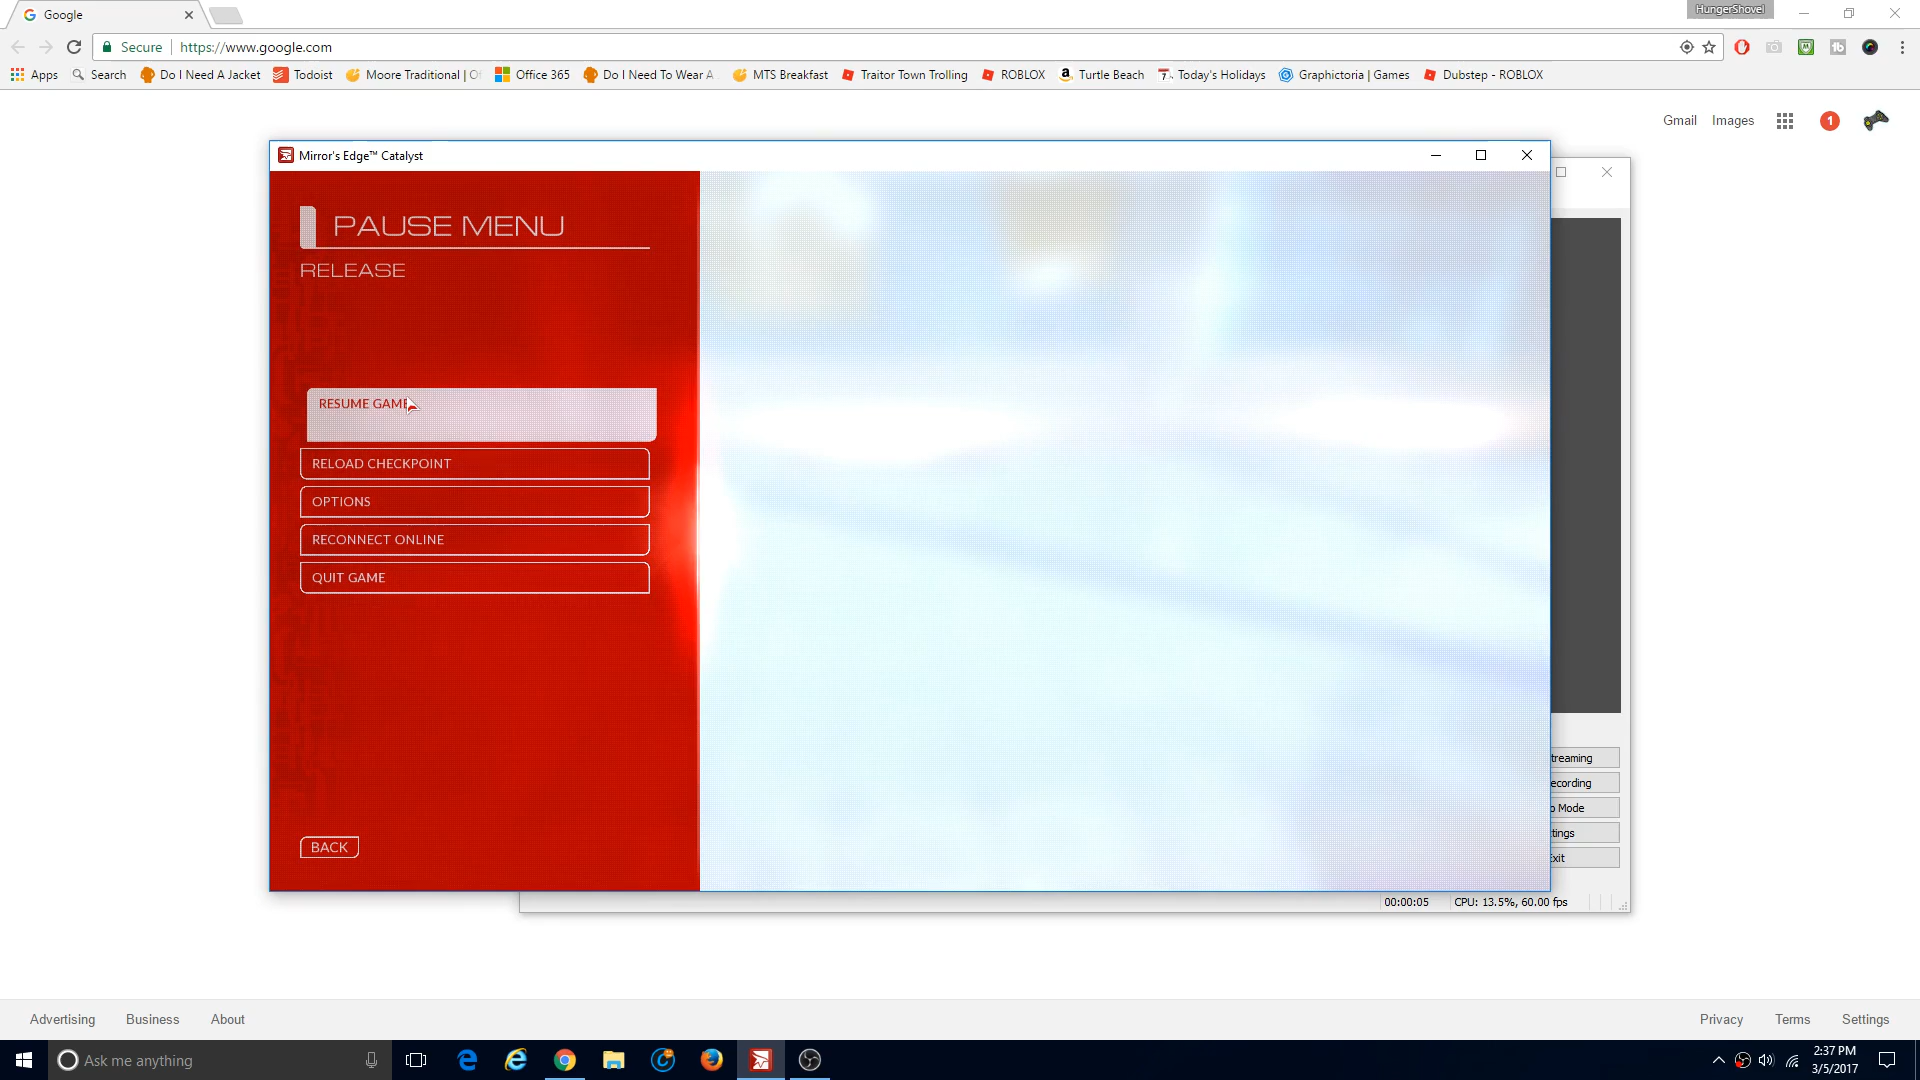 Google
HungerShovel
Secure
https://www.google.com
Apps
Search
Do I Need A Jacket
Todoist
Moore Traditional | O
Office 365
Do I Need To Wear A
MTS Breakfast
Traitor Town Trolling
ROBLOX
Turtle Beach
Today's Holidays
Graphictoria | Games
Dubstep - ROBLOX
Gmail
Images
1
Mirror's Edge™ Catalyst
PAUSE MENU
RELEASE
RESUME GAME
RELOAD CHECKPOINT
OPTIONS
RECONNECT ONLINE
QUIT GAME
BACK
treaming
ecording
o Mode
tings
Exit
00:00:05
CPU: 13.5%, 60.00 fps
Advertising
Business
About
Privacy
Terms
Settings
Ask me anything
2:37 PM
3/5/2017